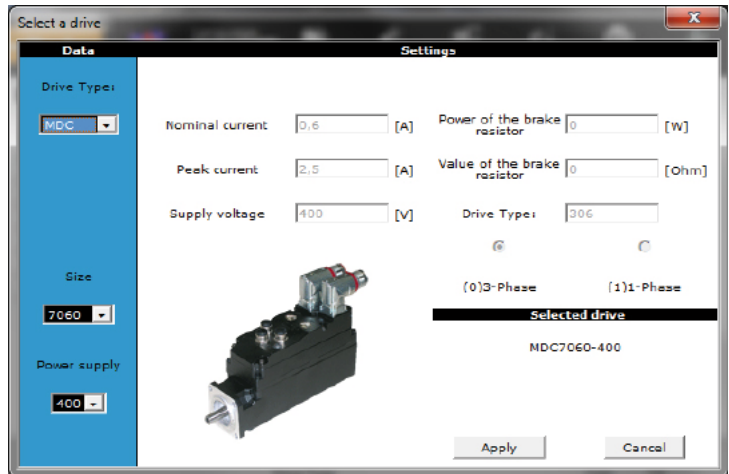 Select a drive
Data
Settings
Drive Type:
MDC
Nominal current 0,6 [A]
Power of the brake resistor 0 [W]
Peak current 2,5 [A]
Value of the brake resistor 0 [Ohm]
Supply voltage 400 [V]
Drive Type: 306
Size
7060
(0)3-Phase
(1)1-Phase
Selected drive
MDC7060-400
Power supply
400
Apply
Cancel